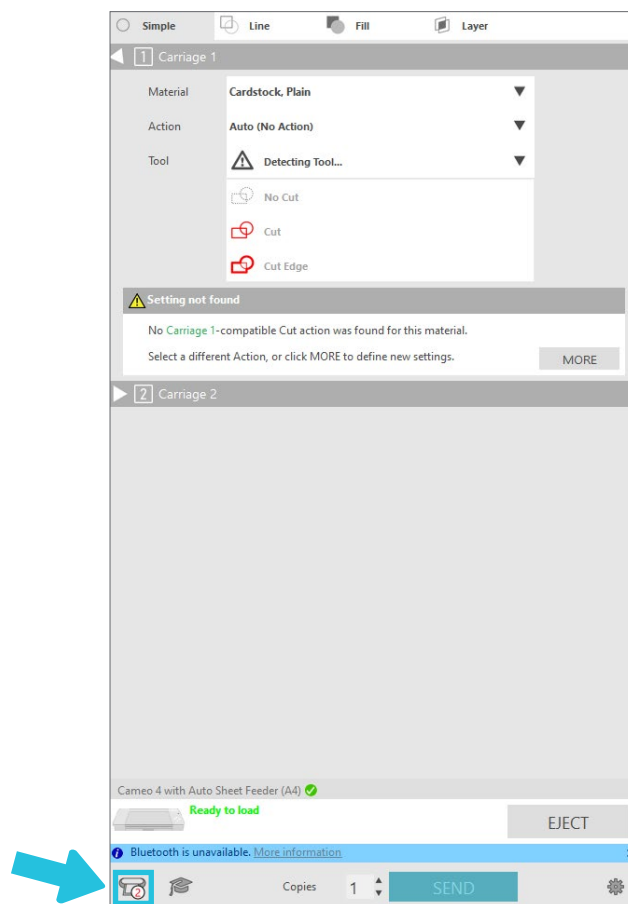 Simple Line Fill Layer
1 Carriage 1
Material Cardstock, Plain
Action Auto (No Action)
Tool Detecting Tool...
No Cut
Cut
Cut Edge
Setting not found
No Carriage 1-compatible Cut action was found for this material.
Select a different Action, or click MORE to define new settings. MORE
2 Carriage 2
Cameo 4 with Auto Sheet Feeder (A4)
Ready to load
EJECT
Bluetooth is unavailable. More information
2 Copies 1 SEND